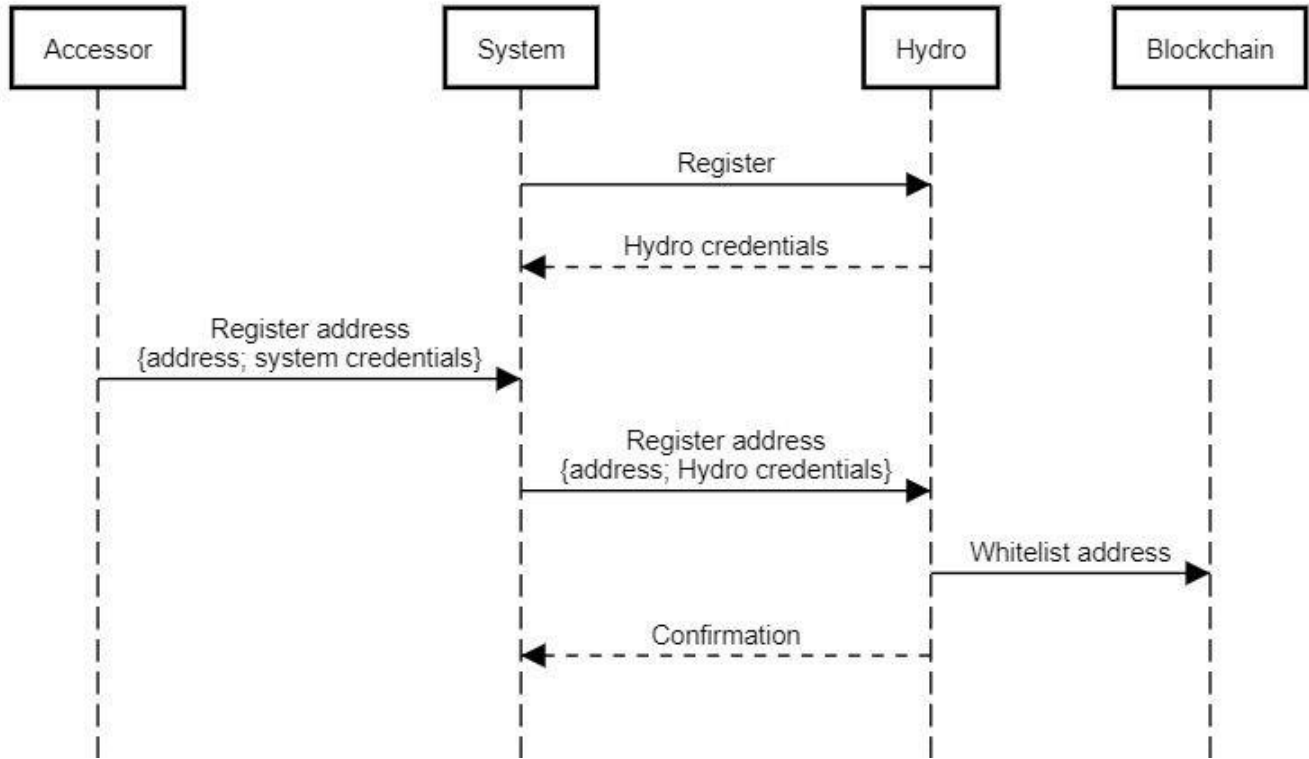 Accessor
System
Hydro
Blockchain
Register
Hydro credentials
Register address
{address; system credentials}
Register address
{address; Hydro credentials}
Whitelist address
Confirmation